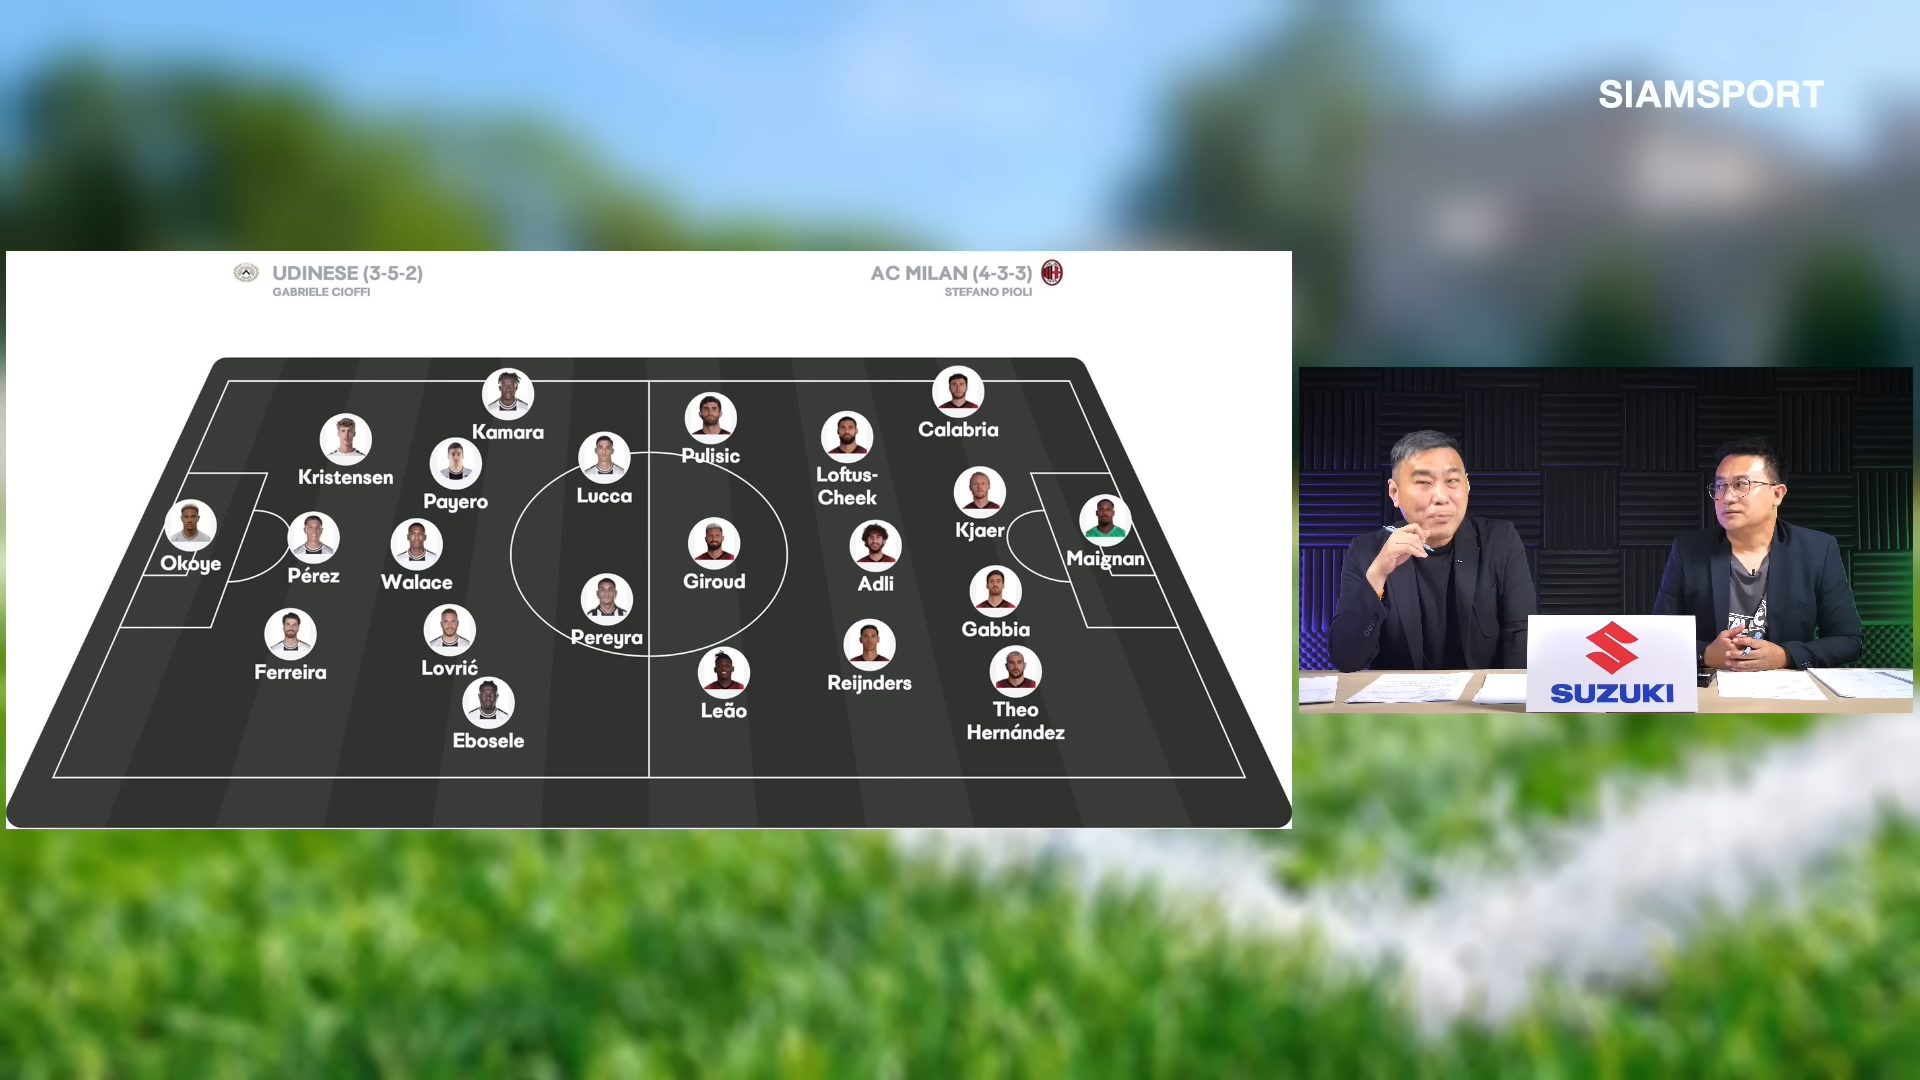 SIAMSPORT
UDINESE (3-5-2)
GABRIELE CIOFFI
AC MILAN (4-3-3)
STEFANO PIOLI
Kamara
Kristensen
Payero
Lucca
Okoye
Pérez
Walace
Pereyra
Ferreira
Lovrić
Ebosele
Pulisic
Loftus-
Cheek
Calabria
Kjaer
Giroud
Adli
Maignan
Gabbia
Leão
Reijnders
Theo
Hernández
SUZUKI